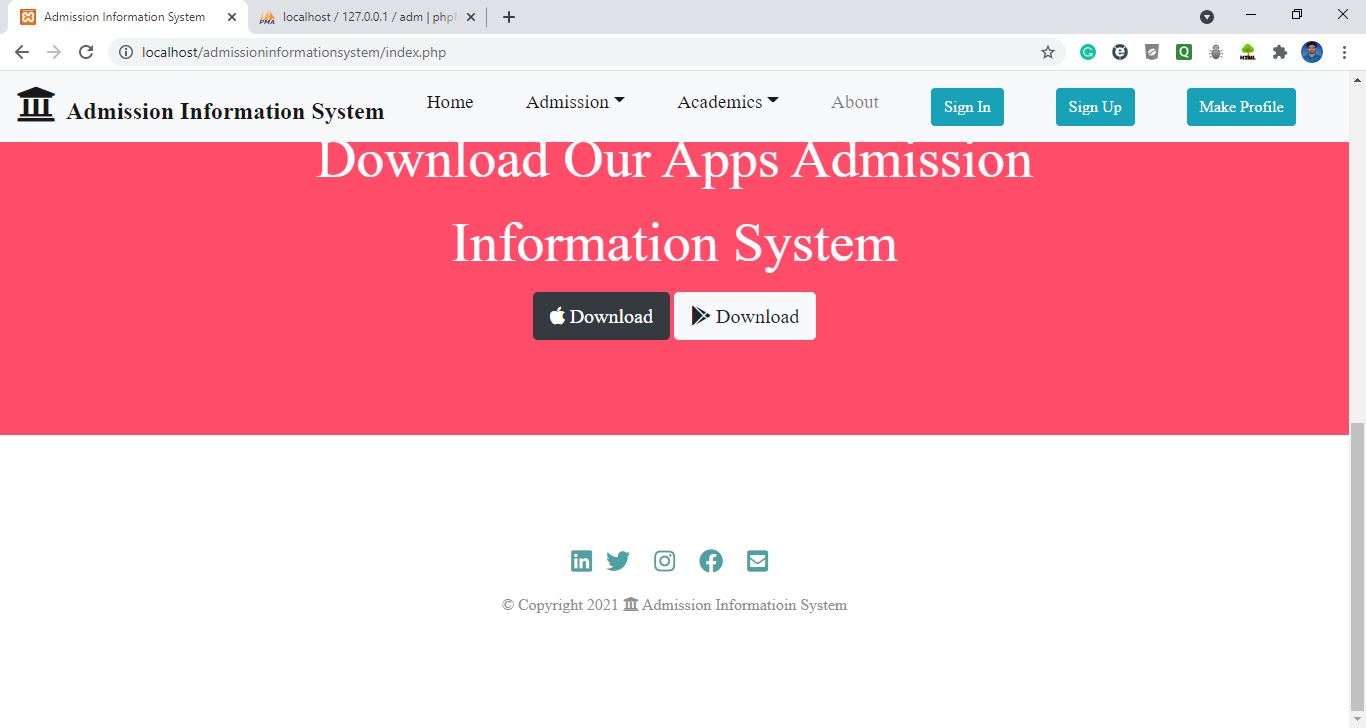 Admission Information System
localhost / 127.0.0.1 / adm | php
localhost/admissioninformationsystem/index.php
Admission Information System
Home
Admission
Academics
About
Sign In
Sign Up
Make Profile
Download Our Apps Admission
Information System
Download
Download
© Copyright 2021 Admission Informatioin System